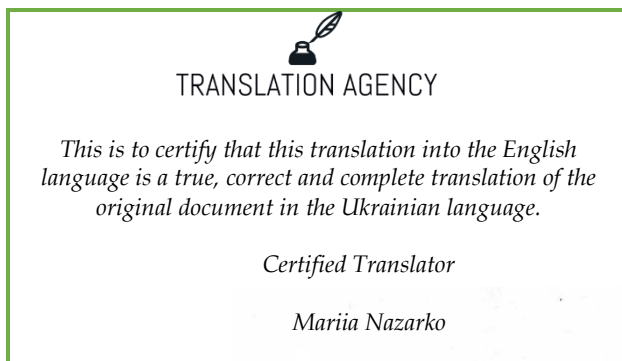 TRANSLATION AGENCY
This is to certify that this translation into the English
language is a true, correct and complete translation of the
original document in the Ukrainian language.
Certified Translator
Mariia Nazarko